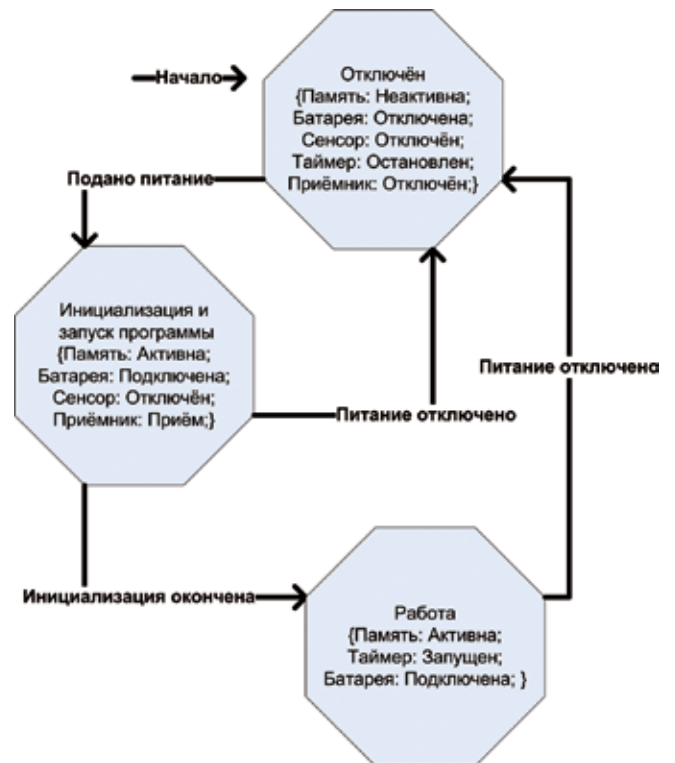 Начало
Отключён
{Память: Неактивна;
Батарея: Отключена;
Сенсор: Отключён;
Таймер: Остановлен;
Приёмник: Отключён;}
Подано питание
Инициализация и
запуск программы
{Память: Активна;
Батарея: Подключена;
Сенсор: Отключён;
Приёмник: Приём;}
Питание отключено
Питание отключена
Инициализация окончена
Работа
{Память: Активна;
Таймер: Запущен;
Батарея: Подключена; }